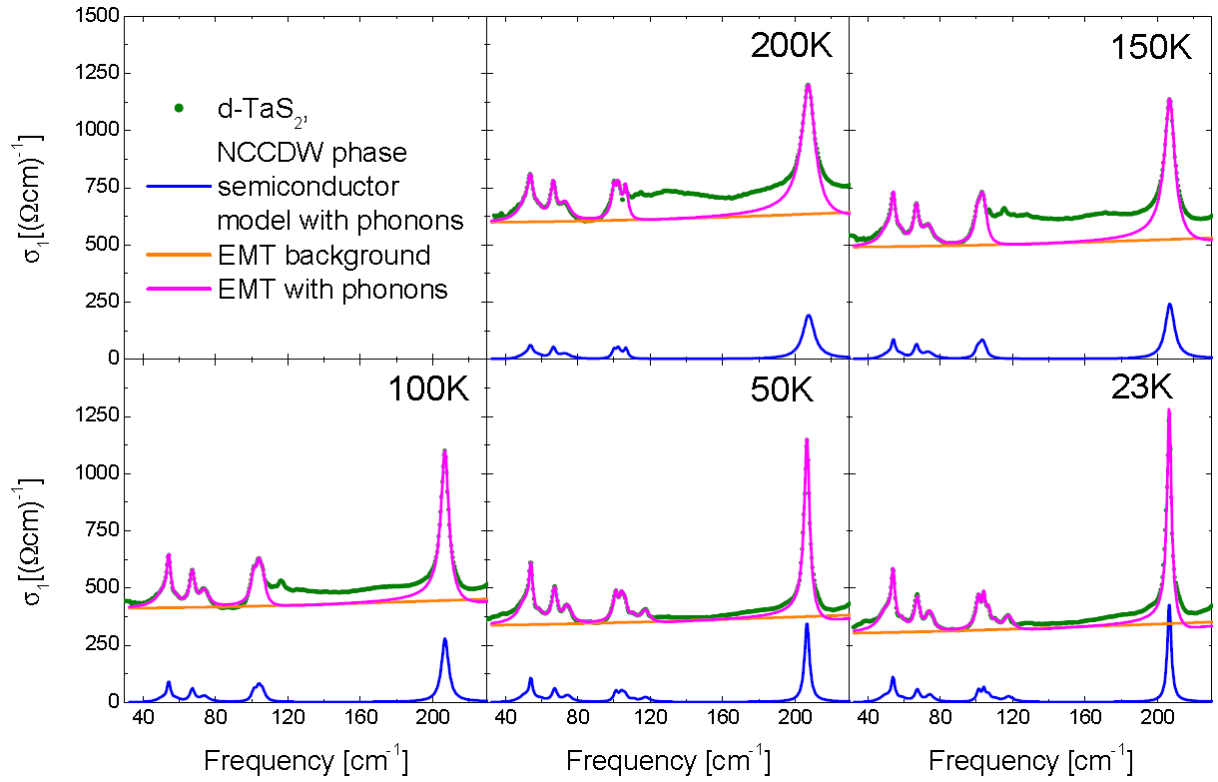 1500
1250
1000
750
500
250
0
σ₁[(Ωcm)⁻¹]
d-TaS₂,
NCCDW phase
semiconductor
model with phonons
EMT background
EMT with phonons
200K
150K
1250
1000
750
500
250
0
σ₁[(Ωcm)⁻¹]
100K
50K
23K
40 80 120 160 200
40 80 120 160 200
40 80 120 160 200
Frequency [cm⁻¹]
Frequency [cm⁻¹]
Frequency [cm⁻¹]